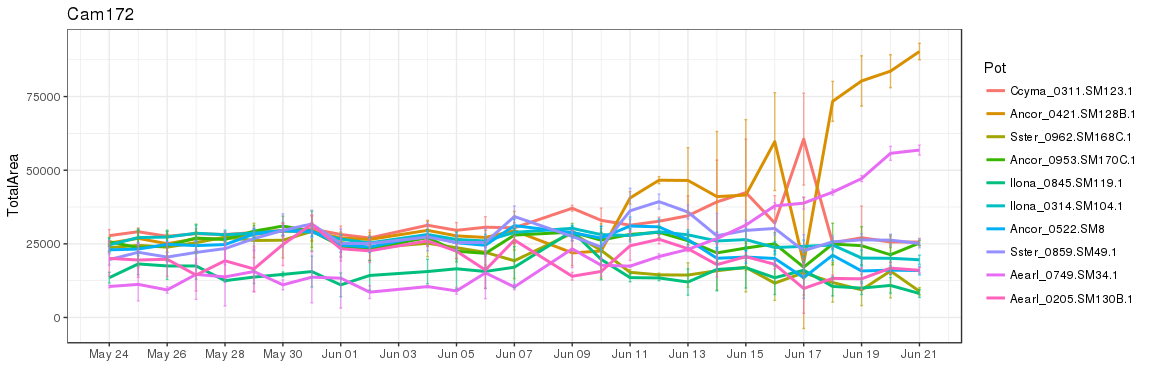 Cam172
TotalArea
75000
50000
25000
0
May 24 May 26 May 28 May 30 Jun 01 Jun 03 Jun 05 Jun 07 Jun 09 Jun 11 Jun 13 Jun 15 Jun 17 Jun 19 Jun 21
Pot
Ccyma_0311.SM123.1
Ancor_0421.SM128B.1
Sster_0962.SM168C.1
Ancor_0953.SM170C.1
Ilona_0845.SM119.1
Ilona_0314.SM104.1
Ancor_0522.SM8
Sster_0859.SM49.1
Aearl_0749.SM34.1
Aearl_0205.SM130B.1